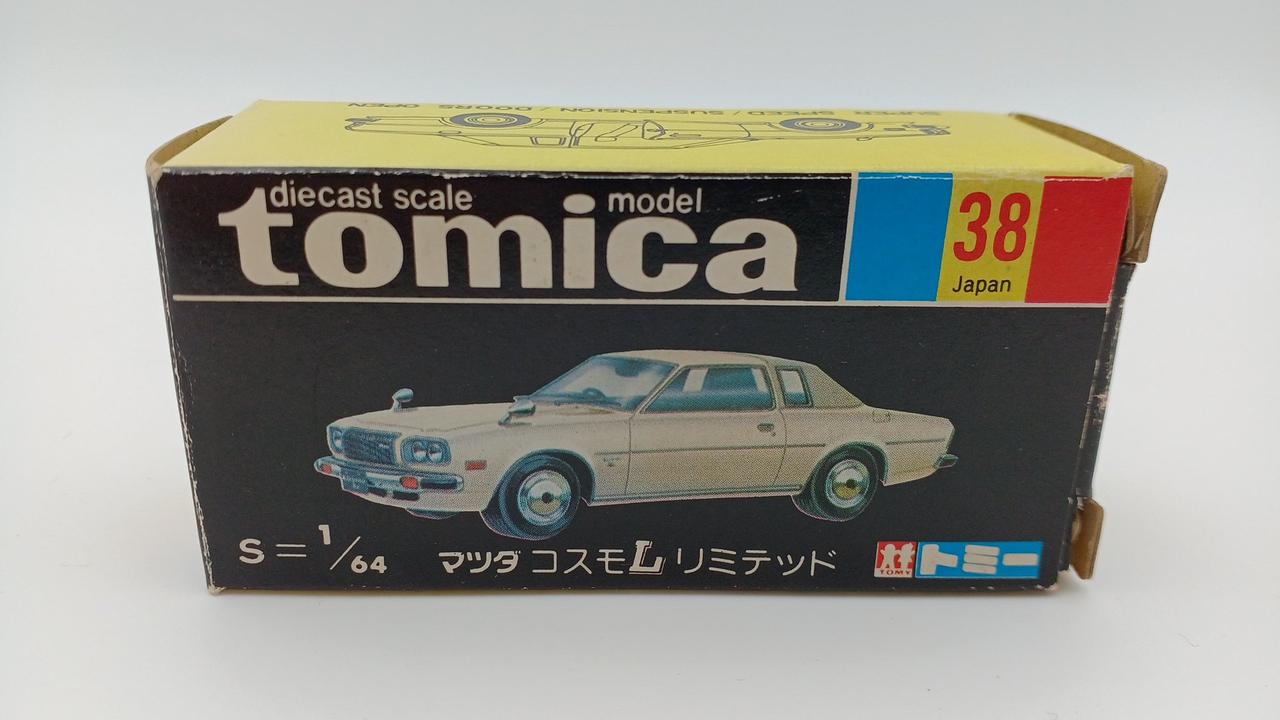 SUPER SPEED / SUSPENSION / DOORS OPEN
diecast scale model
tomica
38
Japan
S=1/64
マツダ コスモL リミテッド
TOMY
トミー